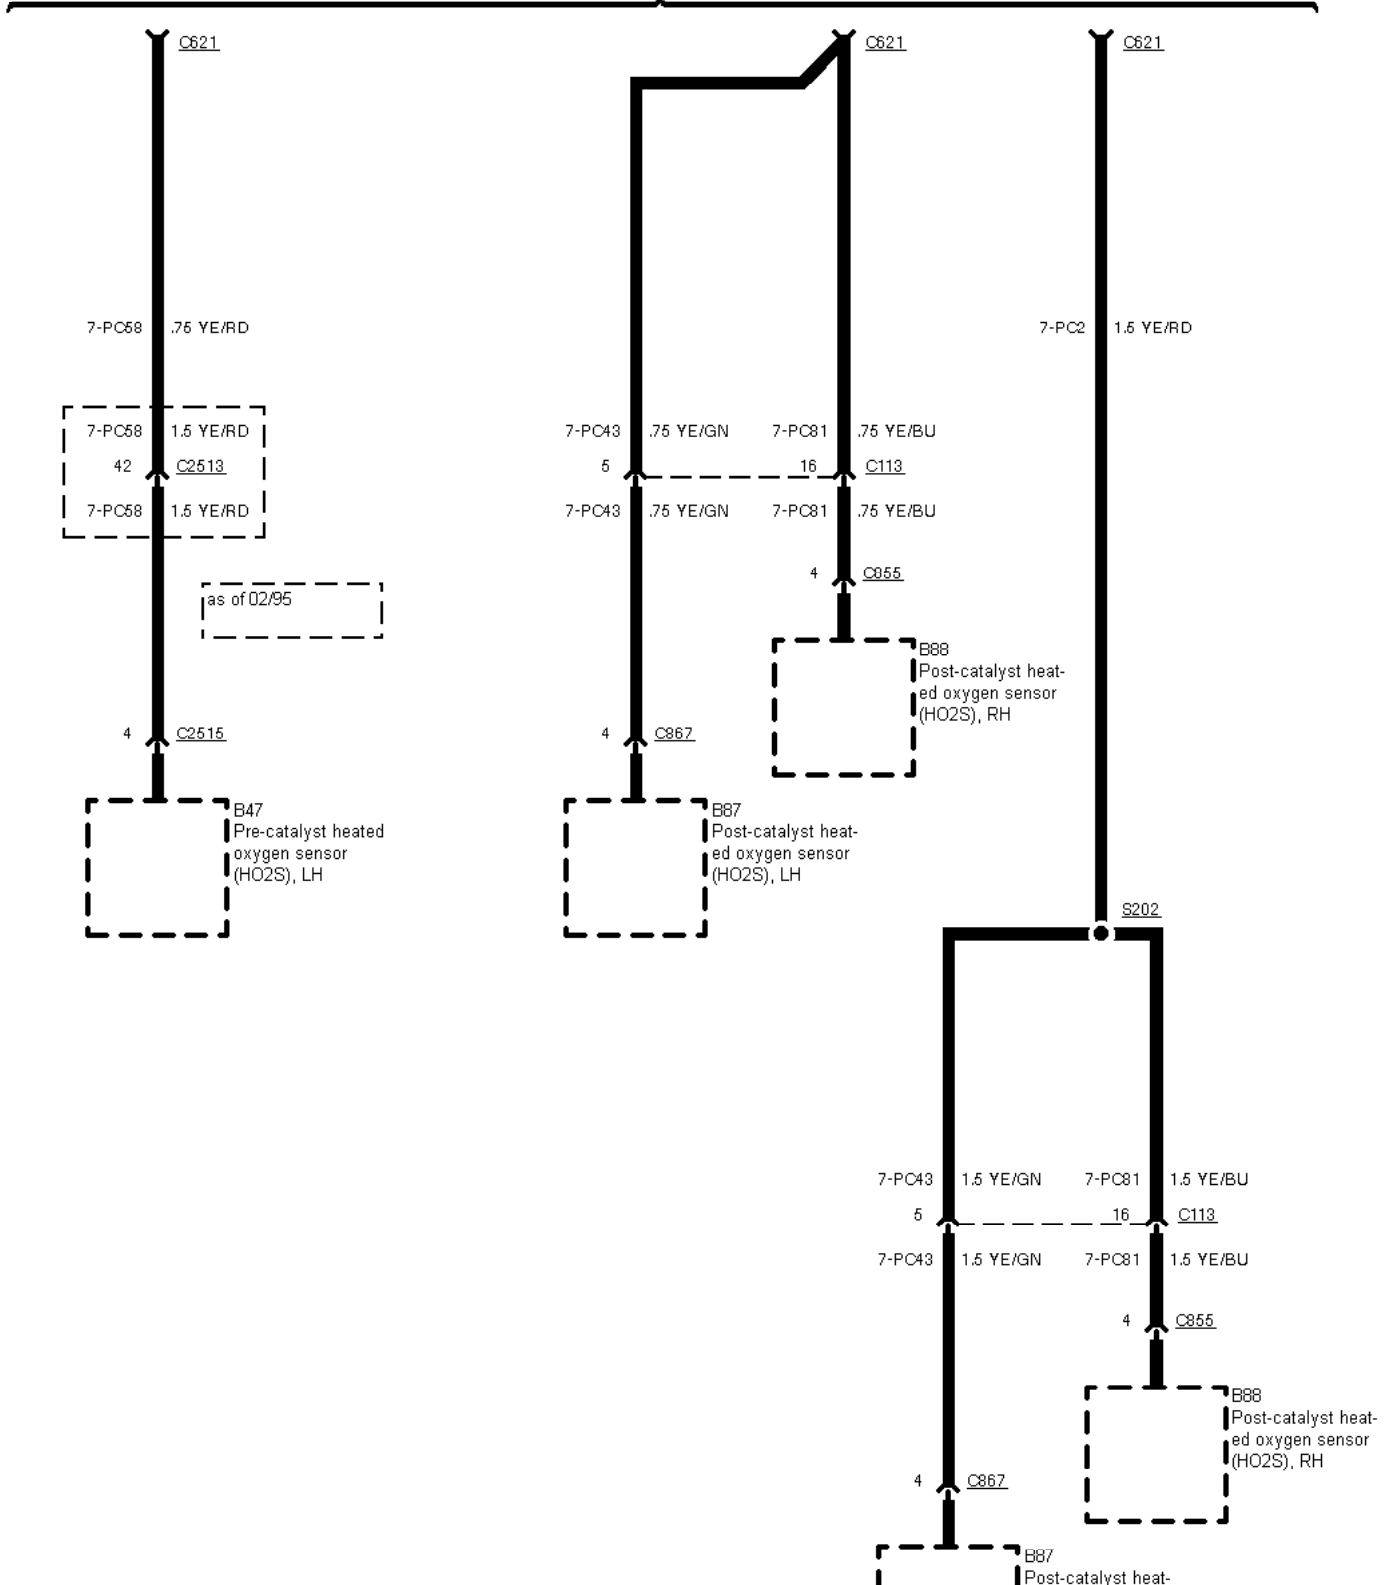 C621
C621
C621
7-PC58 .75 YE/RD
7-PC2 1.5 YE/RD
7-PC58 1.5 YE/RD
7-PC43 .75 YE/GN
7-PC81 .75 YE/BU
42 C2513
5
16 C113
7-PC58 1.5 YE/RD
7-PC43 .75 YE/GN
7-PC81 .75 YE/BU
4 C855
as of 02/95
B88
Post-catalyst heat-
ed oxygen sensor
(HO2S), RH
4 C2515
4 C867
B47
Pre-catalyst heated
oxygen sensor
(HO2S), LH
B87
Post-catalyst heat-
ed oxygen sensor
(HO2S), LH
S202
7-PC43 1.5 YE/GN
7-PC81 1.5 YE/BU
5
16 C113
7-PC43 1.5 YE/GN
7-PC81 1.5 YE/BU
4 C855
B88
Post-catalyst heat-
ed oxygen sensor
(HO2S), RH
4 C867
B87
Post-catalyst heat-